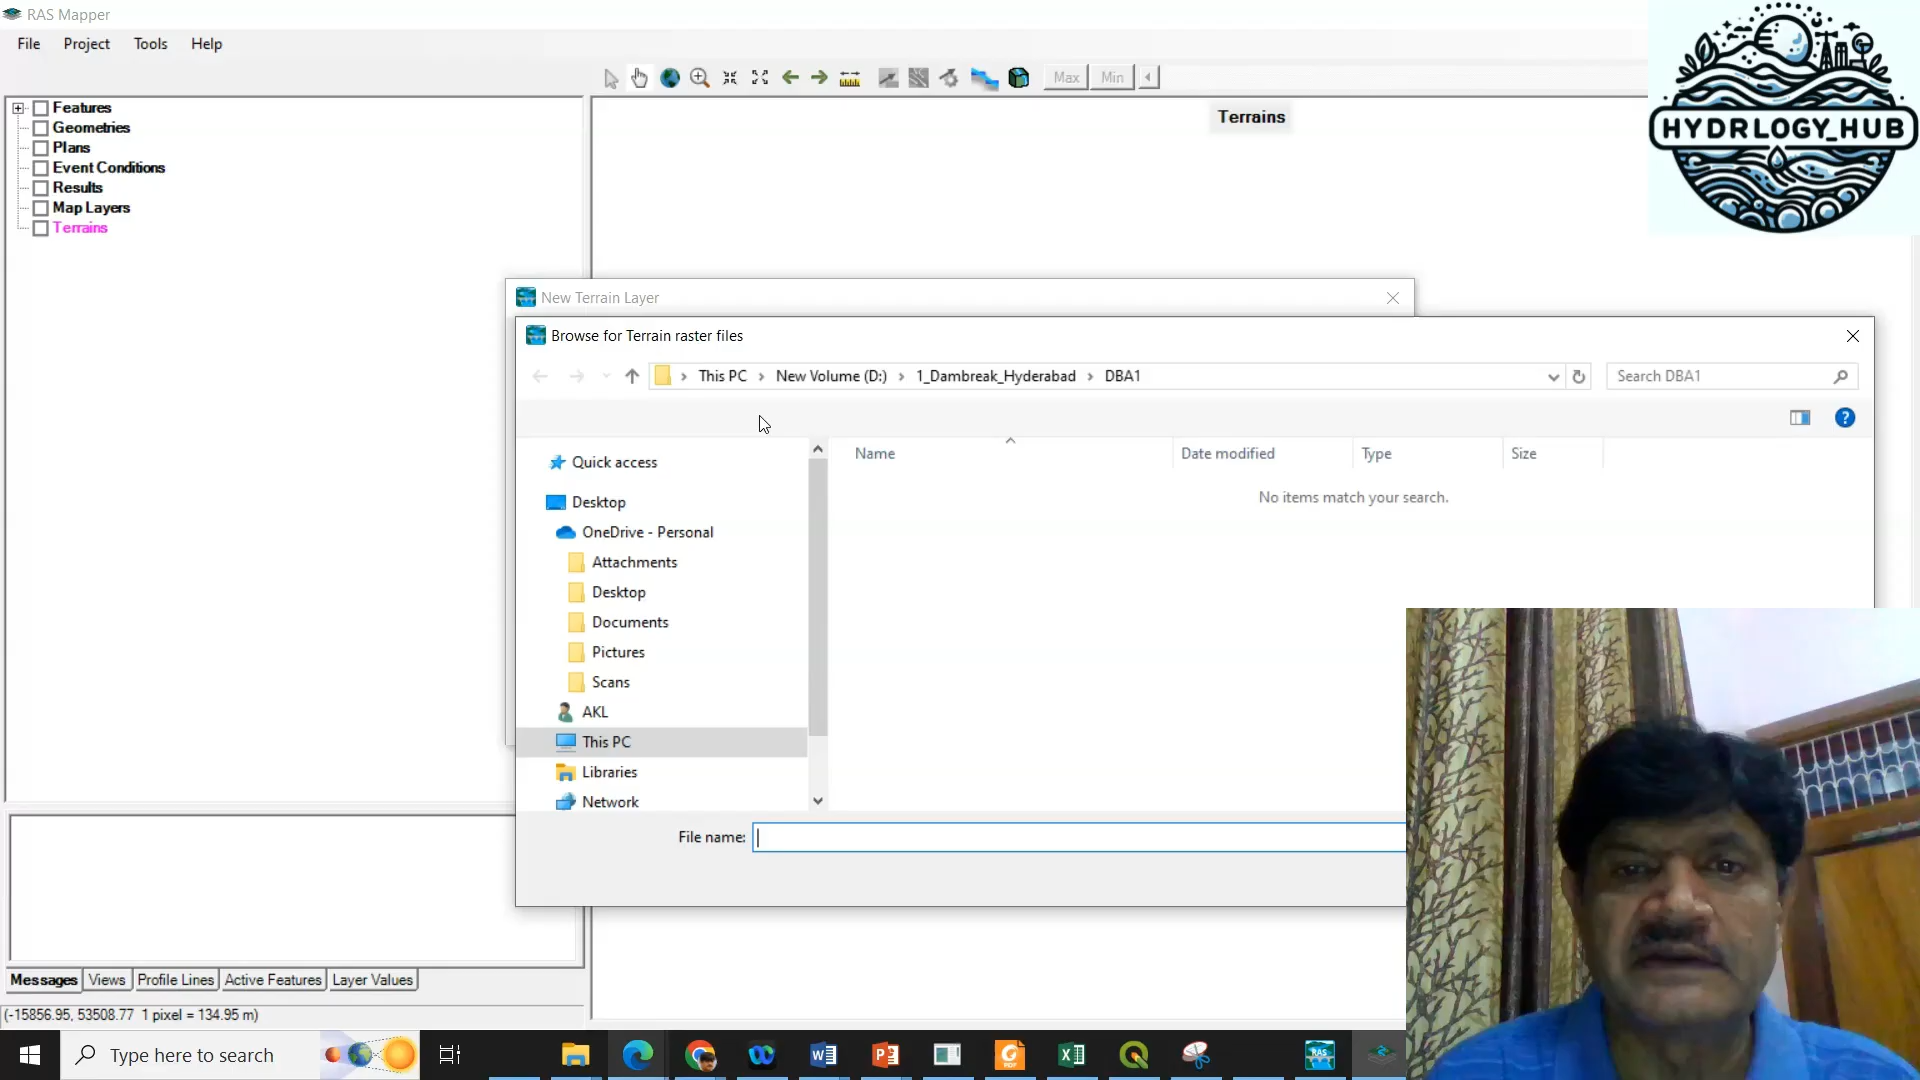 RAS Mapper
File Project Tools Help
Max Min
Features
Geometries
Plans
Event Conditions
Results
Map Layers
Terrains
Terrains
HYDRLOGY_HUB
New Terrain Layer
Browse for Terrain raster files
This PC > New Volume (D:) > 1_Dambreak_Hyderabad > DBA1
Search DBA1
Quick access
Desktop
OneDrive - Personal
Attachments
Desktop
Documents
Pictures
Scans
AKL
This PC
Libraries
Network
Name Date modified Type Size
No items match your search.
File name:
Messages Views Profile Lines Active Features Layer Values
(-15856.95, 53508.77 1 pixel = 134.95 m)
Type here to search
RAS